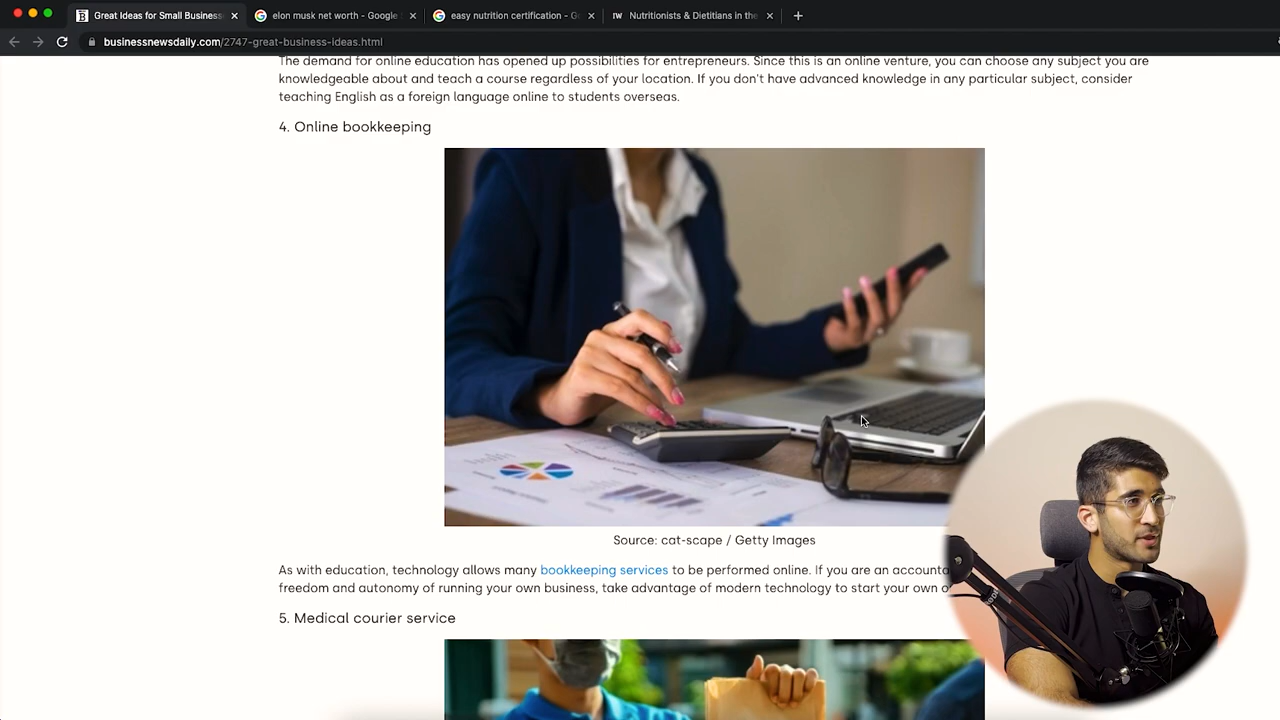 Great Ideas for Small Business
elon musk net worth - Google
easy nutrition certification - G
IW Nutritionists & Dietitians in the
businessnewsdaily.com/2747-great-business-ideas.html
The demand for online education has opened up possibilities for entrepreneurs. Since this is an online venture, you can choose any subject you are
knowledgeable about and teach a course regardless of your location. If you don't have advanced knowledge in any particular subject, consider
teaching English as a foreign language online to students overseas.
4. Online bookkeeping
Source: cat-scape / Getty Images
As with education, technology allows many bookkeeping services to be performed online. If you are an accounta
freedom and autonomy of running your own business, take advantage of modern technology to start your own
5. Medical courier service